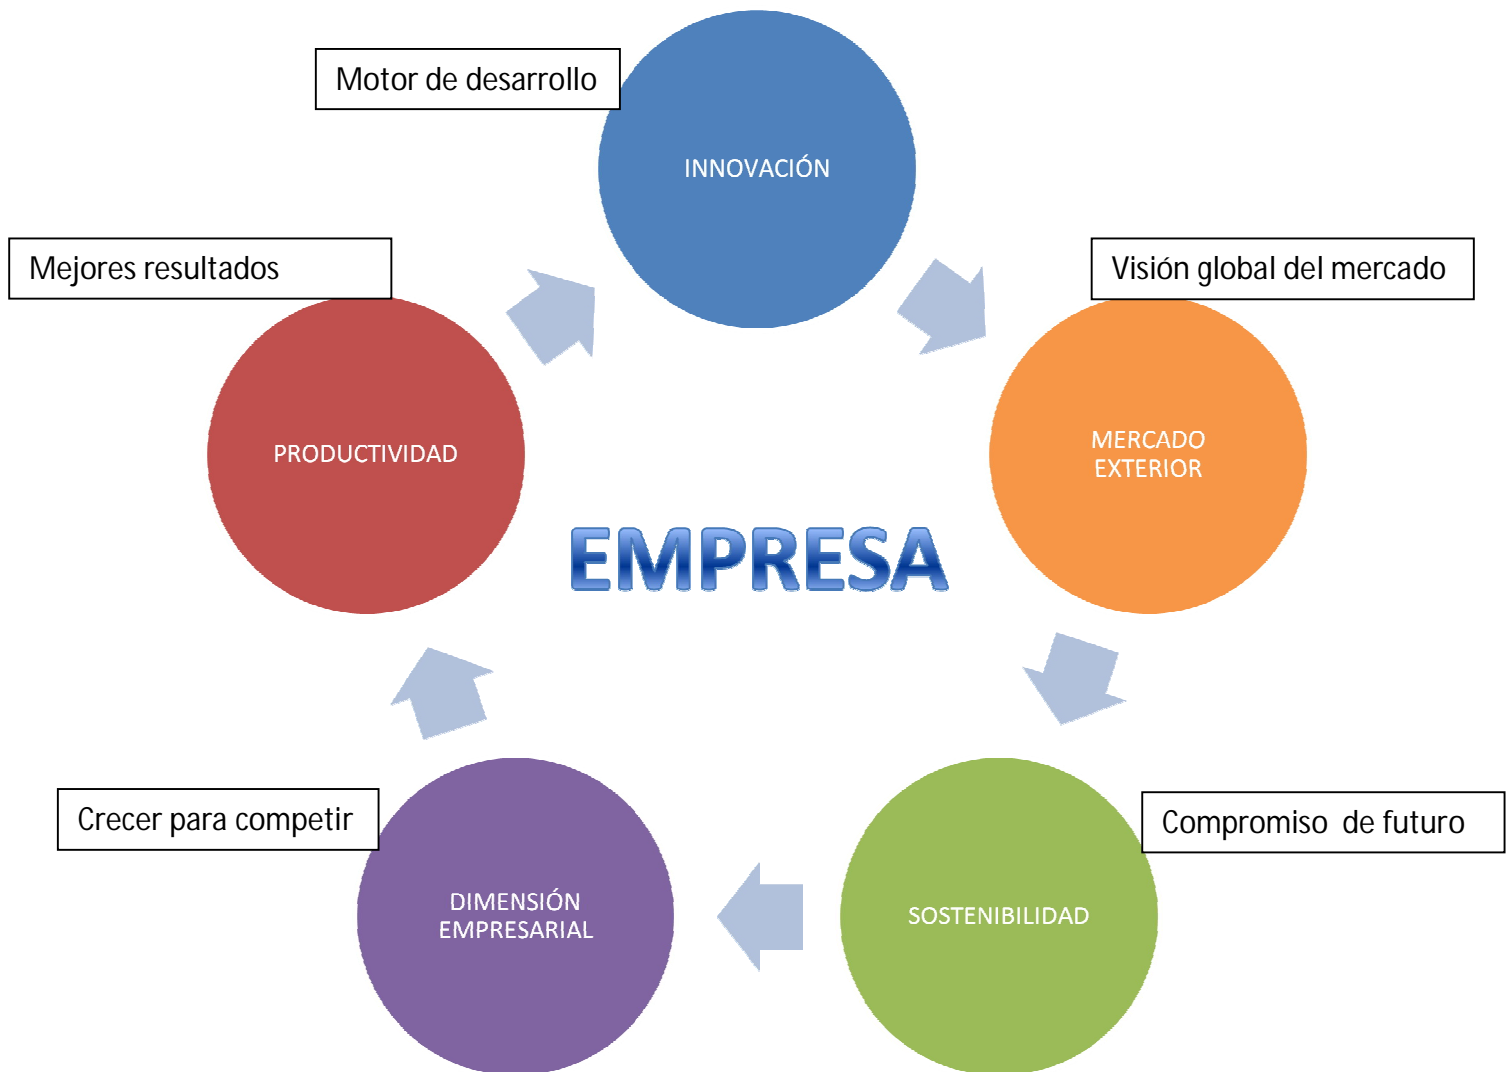 Motor de desarrollo
INNOVACIÓN
Mejores resultados
Visión global del mercado
PRODUCTIVIDAD
MERCADO
EXTERIOR
EMPRESA
Crecer para competir
Compromiso de futuro
DIMENSIÓN
EMPRESARIAL
SOSTENIBILIDAD